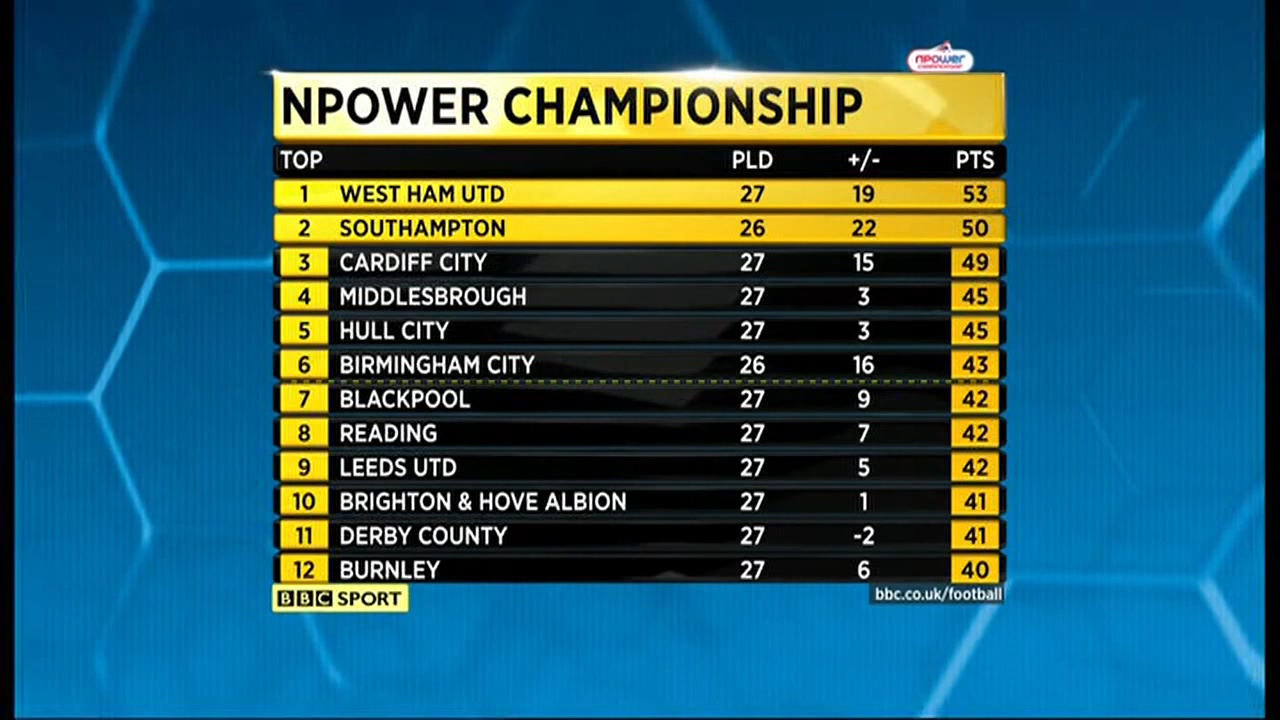 npower
CHAMPIONSHIP
NPOWER CHAMPIONSHIP
TOP PLD +/- PTS
1 WEST HAM UTD 27 19 53
2 SOUTHAMPTON 26 22 50
3 CARDIFF CITY 27 15 49
4 MIDDLESBROUGH 27 3 45
5 HULL CITY 27 3 45
6 BIRMINGHAM CITY 26 16 43
7 BLACKPOOL 27 9 42
8 READING 27 7 42
9 LEEDS UTD 27 5 42
10 BRIGHTON & HOVE ALBION 27 1 41
11 DERBY COUNTY 27 -2 41
12 BURNLEY 27 6 40
BBC SPORT bbc.co.uk/football